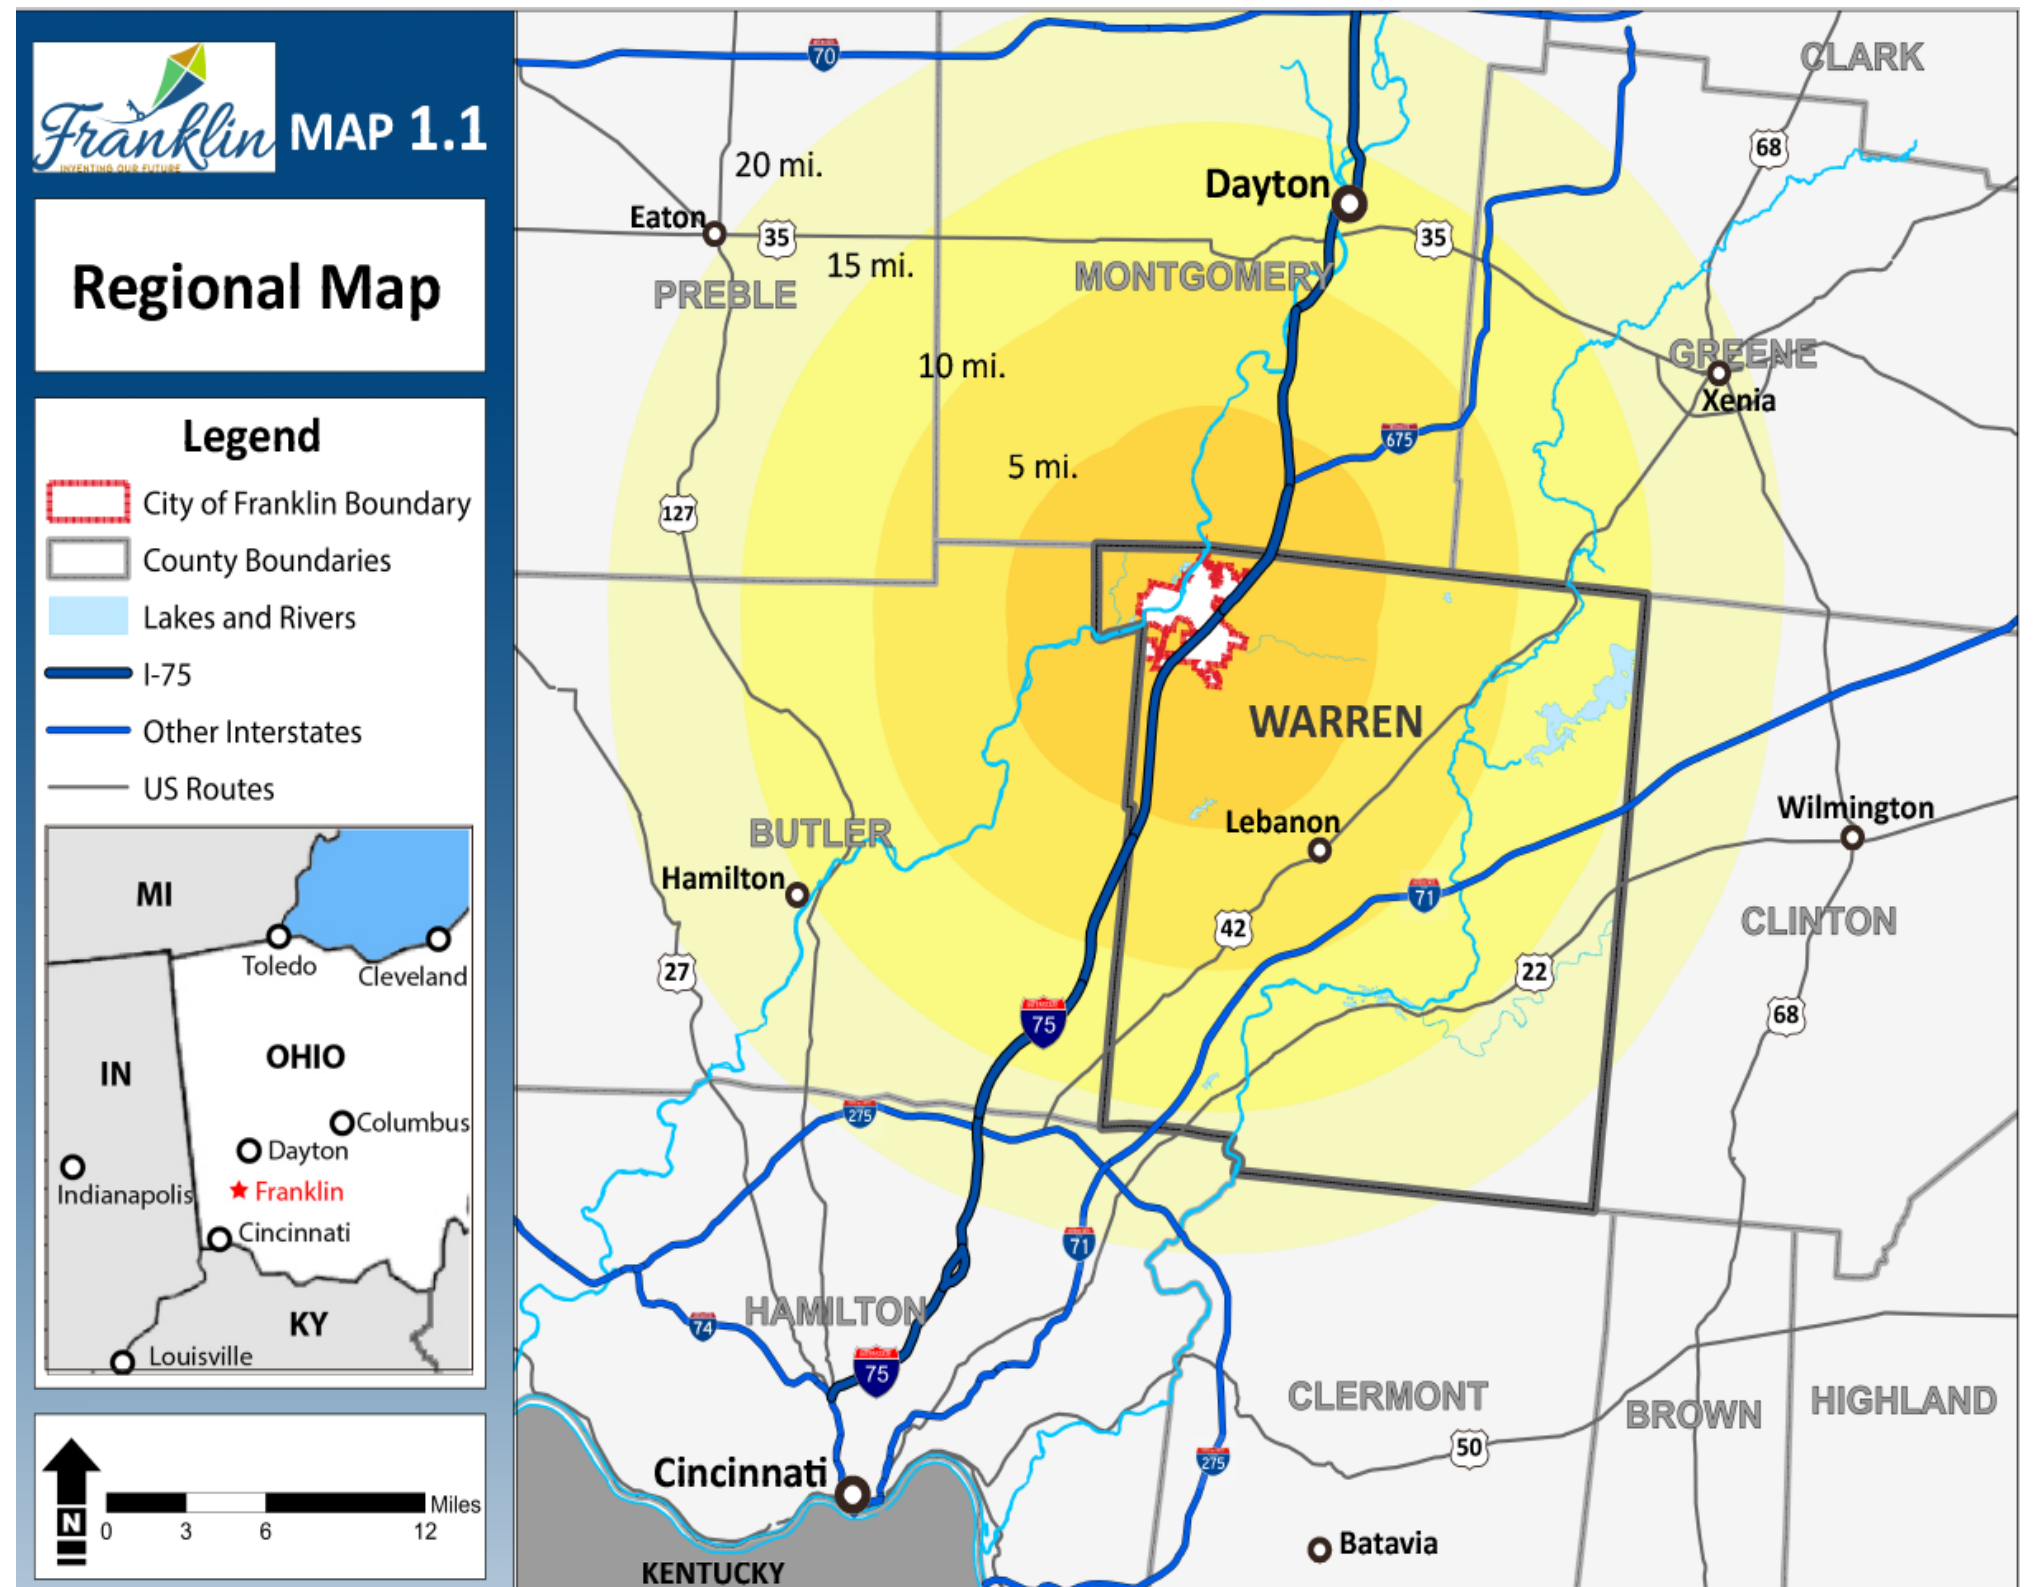 Franklin
INVENTING OUR FUTURE
MAP 1.1
Regional Map
Legend
City of Franklin Boundary
County Boundaries
Lakes and Rivers
I-75
Other Interstates
US Routes
MI
Toledo
Cleveland
IN
OHIO
Columbus
Dayton
Indianapolis
Franklin
Cincinnati
KY
Louisville
N
Miles
0 3 6 12
70
CLARK
68
20 mi.
Dayton
Eaton
35
35
15 mi.
MONTGOMERY
PREBLE
GREENE
10 mi.
Xenia
675
5 mi.
127
WARREN
Lebanon
Wilmington
BUTLER
Hamilton
71
42
CLINTON
27
22
75
68
275
71
HAMILTON
74
75
CLERMONT
BROWN
HIGHLAND
50
275
Cincinnati
Batavia
KENTUCKY